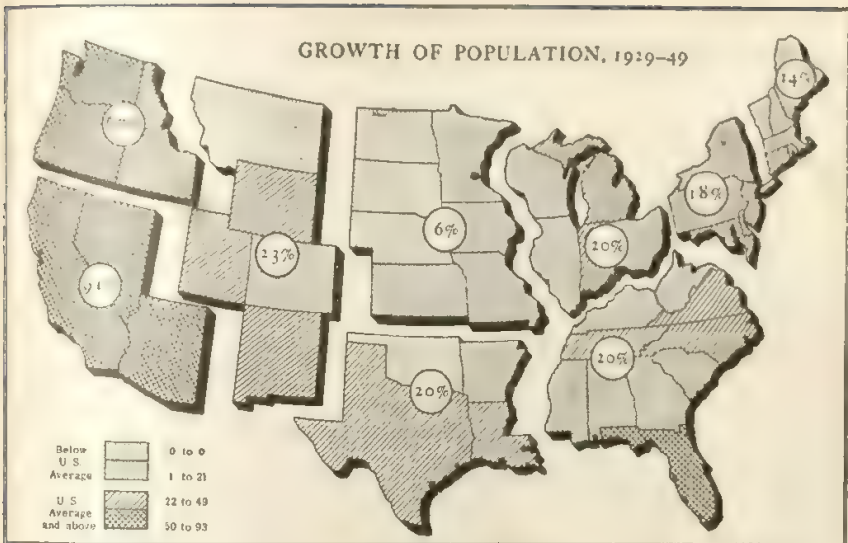 GROWTH OF POPULATION, 1929-49
14%
18%
6%
20%
23%
91
20%
20%
Below
U.S.
Average
0 to 0
1 to 21
U.S.
Average
and above
22 to 49
50 to 93